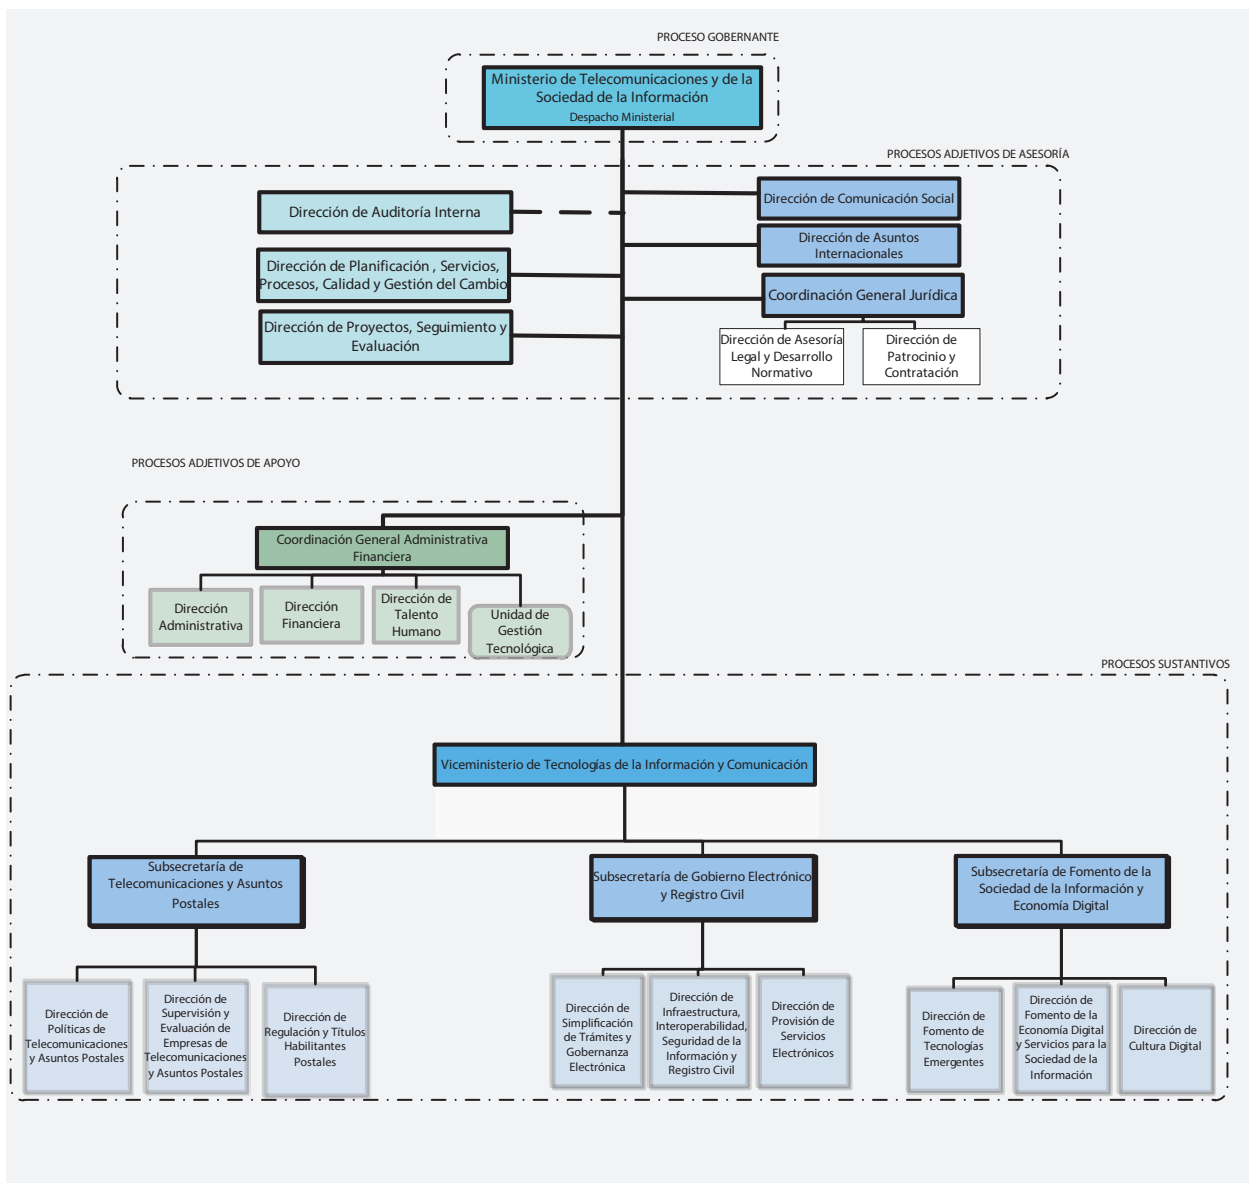 PROCESO GOBERNANTE
Ministerio de Telecomunicaciones y de la
Sociedad de la Información
Despacho Ministerial
PROCESOS ADJETIVOS DE ASESORÍA
Dirección de Auditoría Interna
Dirección de Planificación , Servicios,
Procesos, Calidad y Gestión del Cambio
Dirección de Proyectos, Seguimiento y
Evaluación
Dirección de Comunicación Social
Dirección de Asuntos
Internacionales
Coordinación General Jurídica
Dirección de Asesoría
Legal y Desarrollo
Normativo
Dirección de
Patrocinio y
Contratación
PROCESOS ADJETIVOS DE APOYO
Coordinación General Administrativa
Financiera
Dirección
Administrativa
Dirección
Financiera
Dirección de
Talento
Humano
Unidad de
Gestión
Tecnológica
PROCESOS SUSTANTIVOS
Viceministerio de Tecnologías de la Información y Comunicación
Subsecretaría de
Telecomunicaciones y Asuntos
Postales
Subsecretaría de Gobierno Electrónico
y Registro Civil
Subsecretaría de Fomento de la
Sociedad de la Información y
Economía Digital
Dirección de
Políticas de
Telecomunicaciones
y Asuntos Postales
Dirección de
Supervisión y
Evaluación de
Empresas de
Telecomunicaciones
y Asuntos Postales
Dirección de
Regulación y Títulos
Habilitantes
Postales
Dirección de
Simplificación
de Trámites y
Gobernanza
Electrónica
Dirección de
Infraestructura,
Interoperabilidad,
Seguridad de la
Información y
Registro Civil
Dirección de
Provisión de
Servicios
Electrónicos
Dirección de
Fomento de
Tecnologías
Emergentes
Dirección de
Fomento de la
Economía Digital
y Servicios para la
Sociedad de la
Información
Dirección de
Cultura Digital